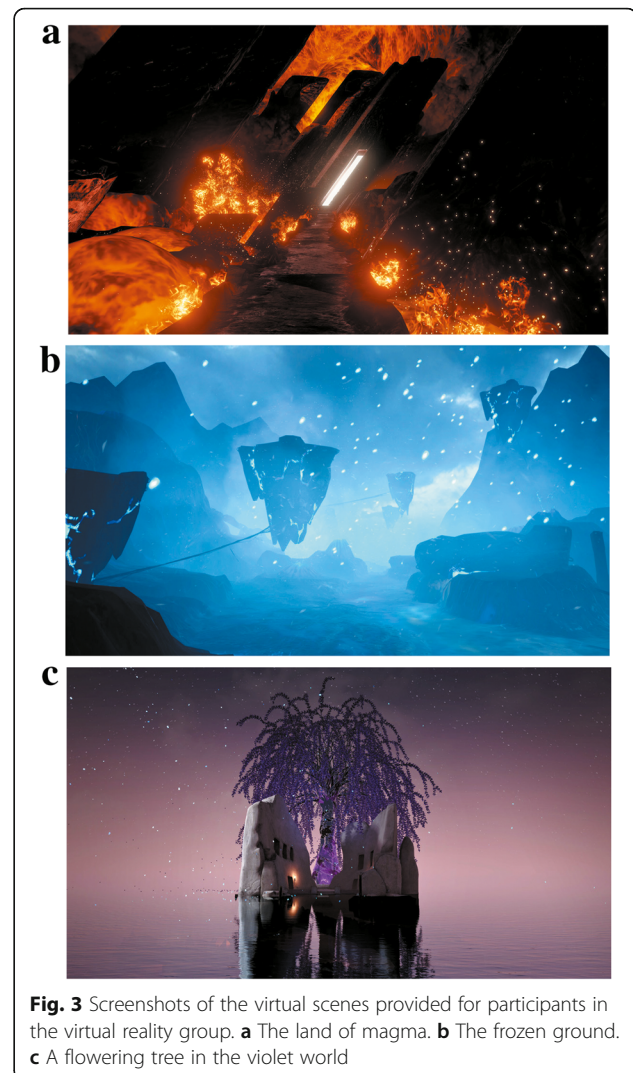 a
b
c
Fig. 3 Screenshots of the virtual scenes provided for participants in
the virtual reality group. a The land of magma. b The frozen ground.
c A flowering tree in the violet world